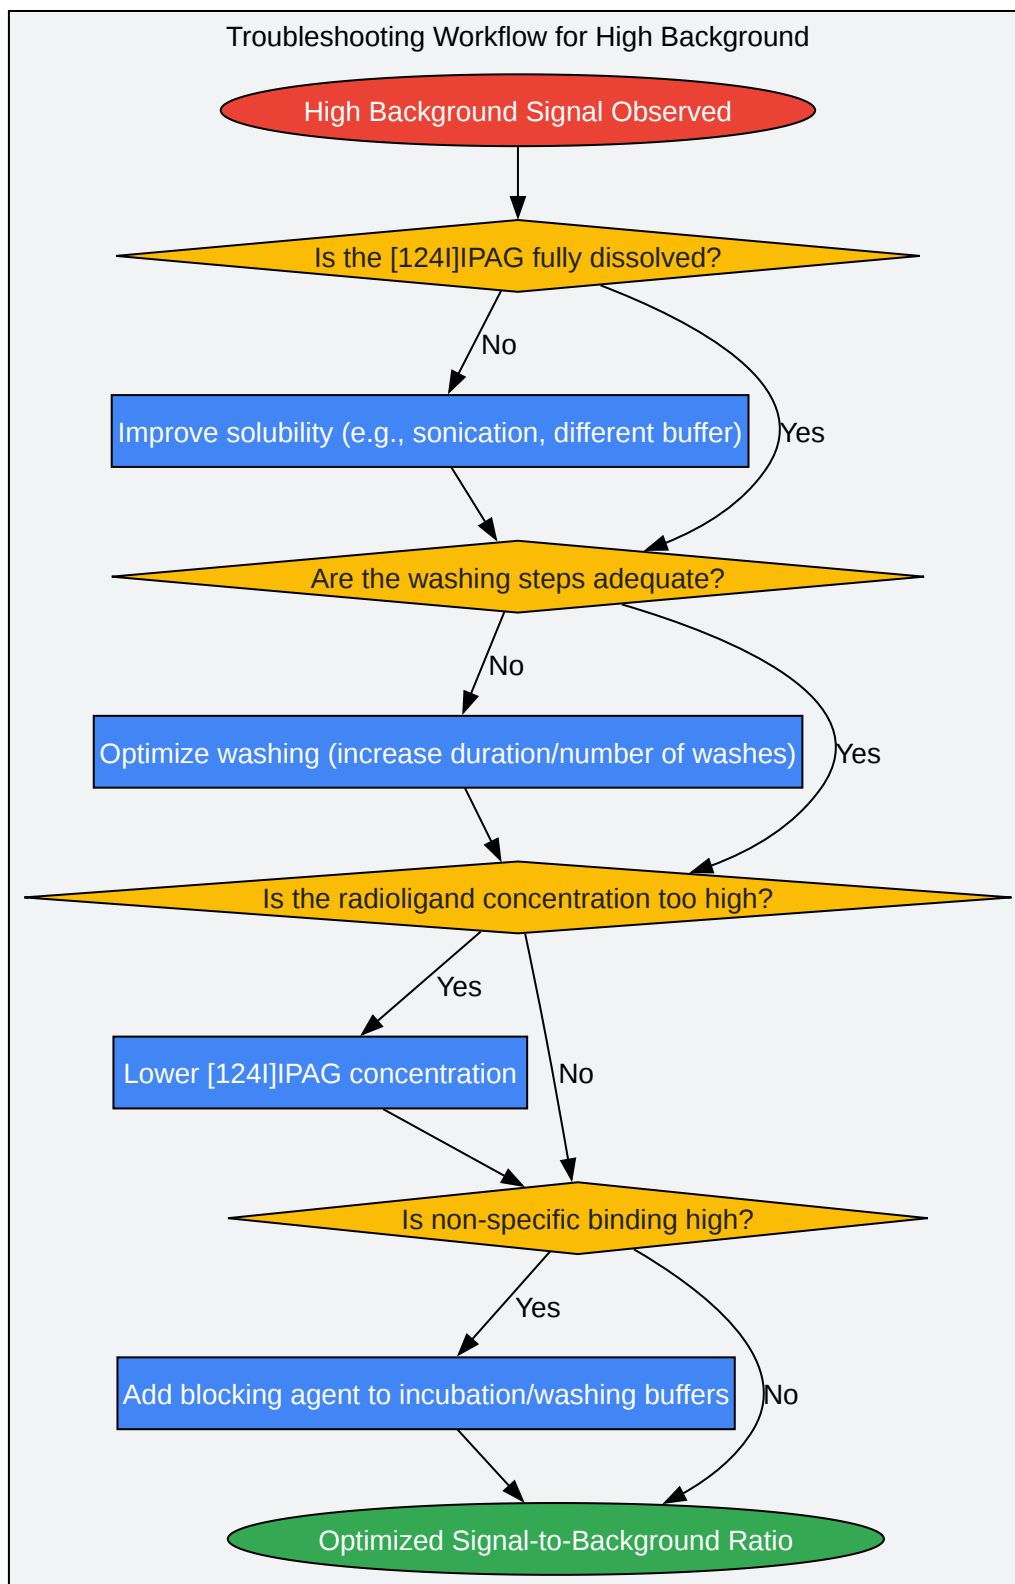 Troubleshooting Workflow for High Background
High Background Signal Observed
Is the [124I]IPAG fully dissolved?
No
Improve solubility (e.g., sonication, different buffer)
Yes
Are the washing steps adequate?
No
Optimize washing (increase duration/number of washes)
Yes
Is the radioligand concentration too high?
Yes
Lower [124I]IPAG concentration
No
Is non-specific binding high?
Yes
Add blocking agent to incubation/washing buffers
No
Optimized Signal-to-Background Ratio